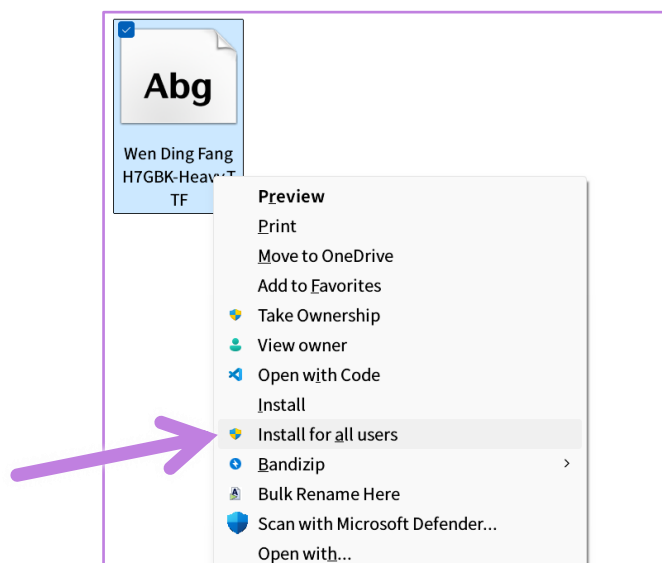 Abg
Wen Ding Fang
H7GBK-Heavy.T
TF
Preview
Print
Move to OneDrive
Add to Favorites
Take Ownership
View owner
Open with Code
Install
Install for all users
Bandizip
Bulk Rename Here
Scan with Microsoft Defender...
Open with...